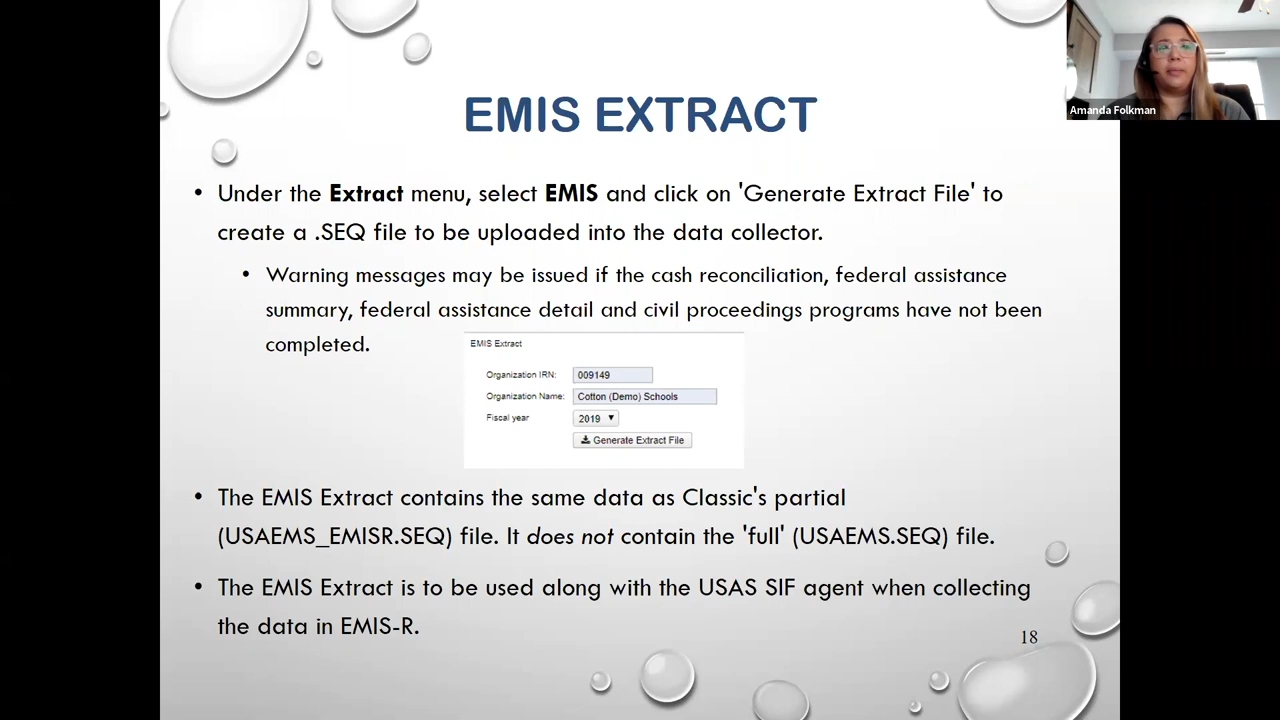 Amanda Folkman
EMIS EXTRACT
• Under the Extract menu, select EMIS and click on 'Generate Extract File' to
create a .SEQ file to be uploaded into the data collector.
• Warning messages may be issued if the cash reconciliation, federal assistance
summary, federal assistance detail and civil proceedings programs have not been
completed.
EMIS Extract
Organization IRN: 009149
Organization Name: Cotton (Demo) Schools
Fiscal year 2019
Generate Extract File
• The EMIS Extract contains the same data as Classic's partial
(USAEMS_EMISR.SEQ) file. It does not contain the 'full' (USAEMS.SEQ) file.
• The EMIS Extract is to be used along with the USAS SIF agent when collecting
the data in EMIS-R.
18